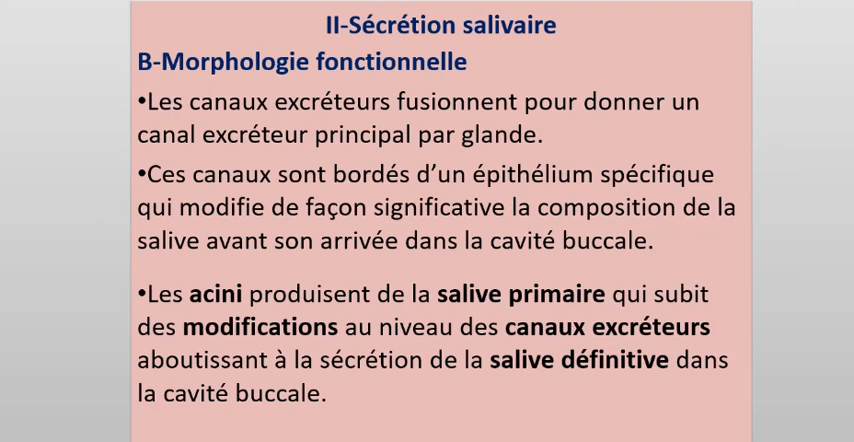 II-Sécrétion salivaire
B-Morphologie fonctionnelle
•Les canaux excréteurs fusionnent pour donner un
canal excréteur principal par glande.
•Ces canaux sont bordés d’un épithélium spécifique
qui modifie de façon significative la composition de la
salive avant son arrivée dans la cavité buccale.
•Les acini produisent de la salive primaire qui subit
des modifications au niveau des canaux excréteurs
aboutissant à la sécrétion de la salive définitive dans
la cavité buccale.